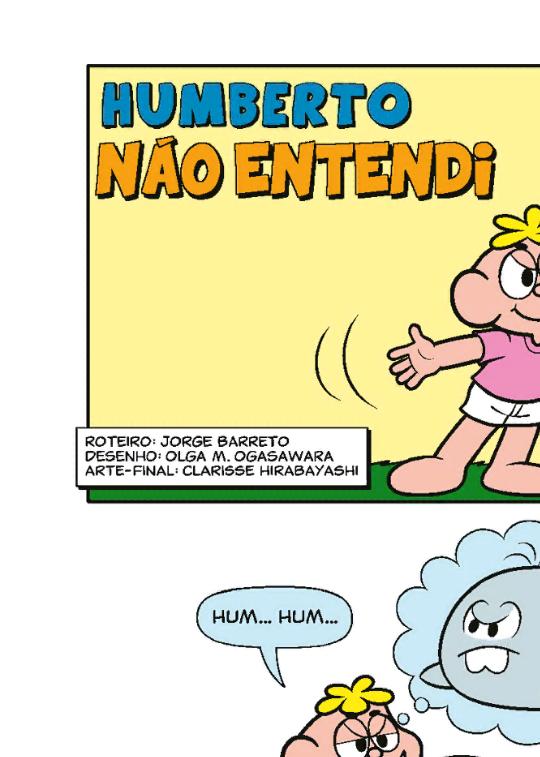 HUMBERTO
NÃO ENTENDi
ROTEIRO: JORGE BARRETO
DESENHO: OLGA M. OGASAWARA
ARTE-FINAL: CLARISSE HIRABAYASHI
HUM... HUM...